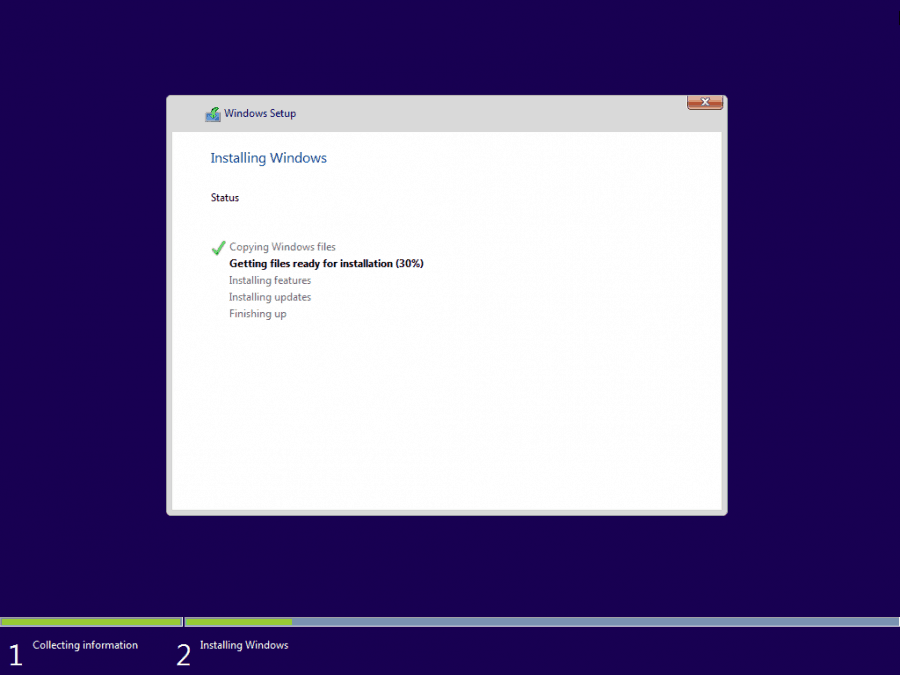 Windows Setup
Installing Windows
Status
Copying Windows files
Getting files ready for installation (30%)
Installing features
Installing updates
Finishing up
1 Collecting information
2 Installing Windows